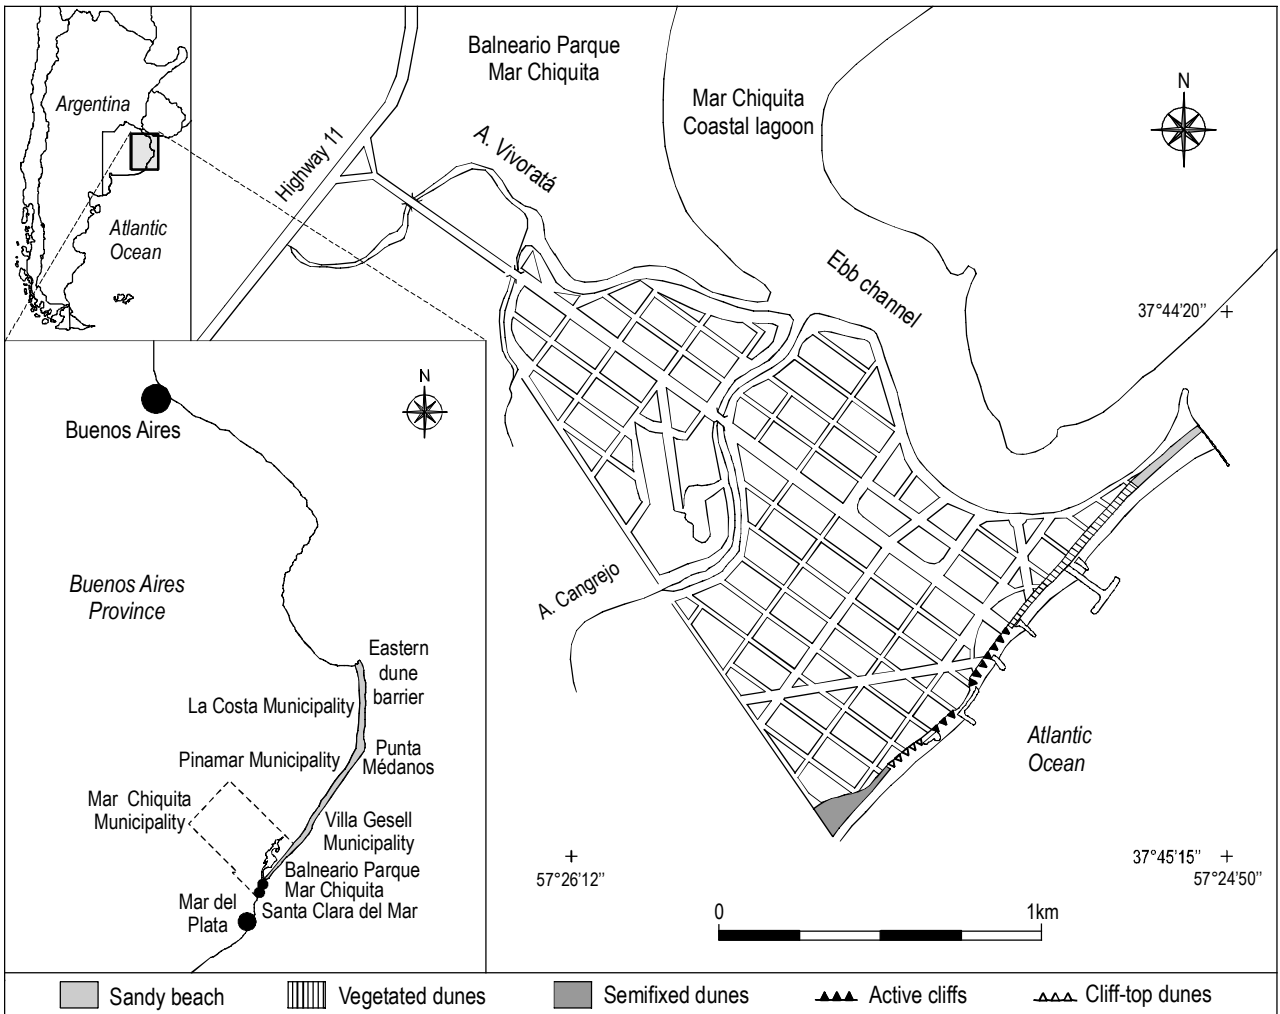 Argentina
Atlantic
Ocean
Highway 11
A. Vivoratá
Balneario Parque
Mar Chiquita
Mar Chiquita
Coastal lagoon
N
Ebb channel
37°44'20"
A. Cangrejo
Atlantic
Ocean
37°45'15"
57°26'12"
57°24'50"
0
1km
N
Buenos Aires
Buenos Aires
Province
Eastern
dune
barrier
La Costa Municipality
Pinamar Municipality
Punta
Médanos
Mar Chiquita
Municipality
Villa Gesell
Municipality
Balneario Parque
Mar Chiquita
Santa Clara del Mar
Mar del
Plata
Sandy beach
Vegetated dunes
Semifixed dunes
Active cliffs
Cliff-top dunes